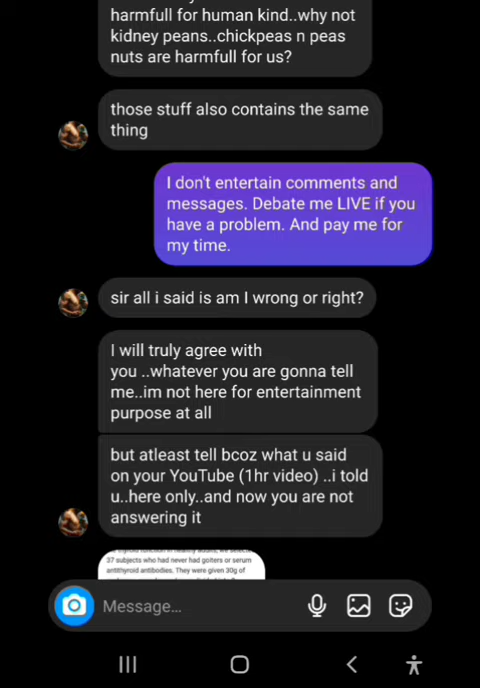 harmfull for human kind..why not
kidney peans..chickpeas n peas
nuts are harmfull for us?
those stuff also contains the same
thing
I don't entertain comments and
messages. Debate me LIVE if you
have a problem. And pay me for
my time.
sir all i said is am I wrong or right?
I will truly agree with
you ..whatever you are gonna tell
me..im not here for entertainment
purpose at all
but atleast tell bcoz what u said
on your YouTube (1hr video) ..i told
u..here only..and now you are not
answering it
37 subjects who had never had goiters or serum
antithyroid antibodies. They were given 30g of
Message...